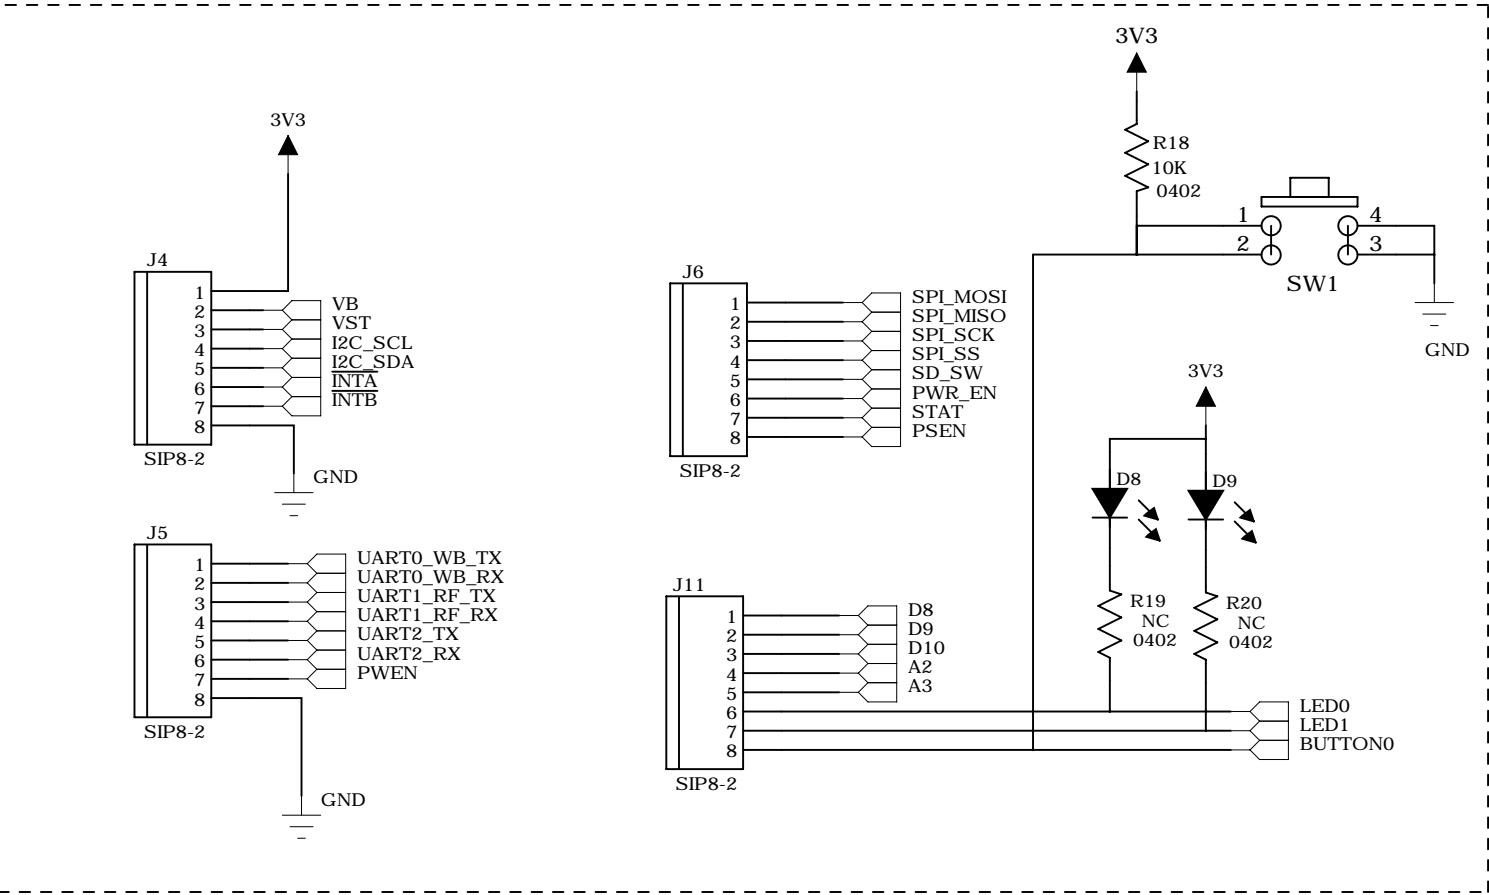 3V3
J4
1
2
3
4
5
6
7
8
VB
VST
I2C_SCL
I2C_SDA
INTA
INTB
SIP8-2
GND
J5
1
2
3
4
5
6
7
8
UART0_WB_TX
UART0_WB_RX
UART1_RF_TX
UART1_RF_RX
UART2_TX
UART2_RX
PWEN
SIP8-2
GND
J6
1
2
3
4
5
6
7
8
SPI_MOSI
SPI_MISO
SPI_SCK
SPI_SS
SD_SW
PWR_EN
STAT
PSEN
SIP8-2
J11
1
2
3
4
5
6
7
8
D8
D9
D10
A2
A3
SIP8-2
3V3
R18
10K
0402
1
2
4
3
SW1
GND
3V3
D8
D9
R19
NC
0402
R20
NC
0402
LED0
LED1
BUTTON0